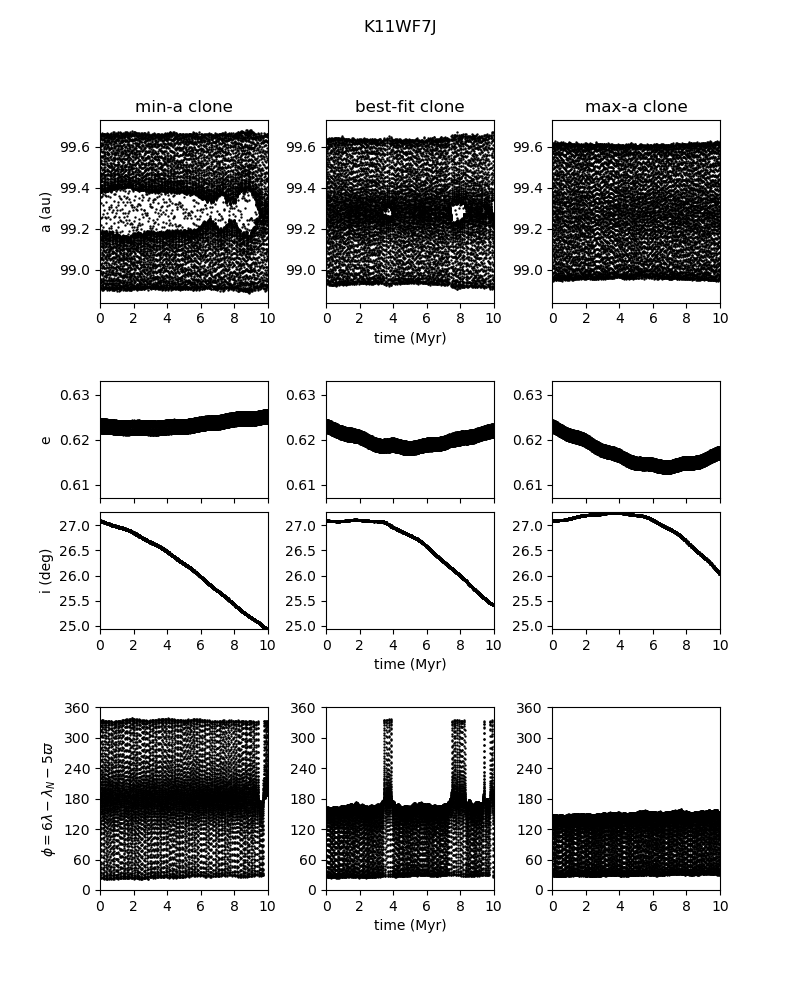 K11WF7J
min-a clone best-fit clone max-a clone
a (au)
99.6 99.6 99.6
99.4 99.4 99.4
99.2 99.2 99.2
99.0 99.0 99.0
0 2 4 6 8 10 0 2 4 6 8 10 0 2 4 6 8 10
time (Myr)
e
0.63 0.63 0.63
0.62 0.62 0.62
0.61 0.61 0.61
i (deg)
27.0 27.0 27.0
26.5 26.5 26.5
26.0 26.0 26.0
25.5 25.5 25.5
25.0 25.0 25.0
0 2 4 6 8 10 0 2 4 6 8 10 0 2 4 6 8 10
time (Myr)
ϕ = 6λ − λ_N − 5ϖ
360 360 360
300 300 300
240 240 240
180 180 180
120 120 120
60 60 60
0 0 0
0 2 4 6 8 10 0 2 4 6 8 10 0 2 4 6 8 10
time (Myr)